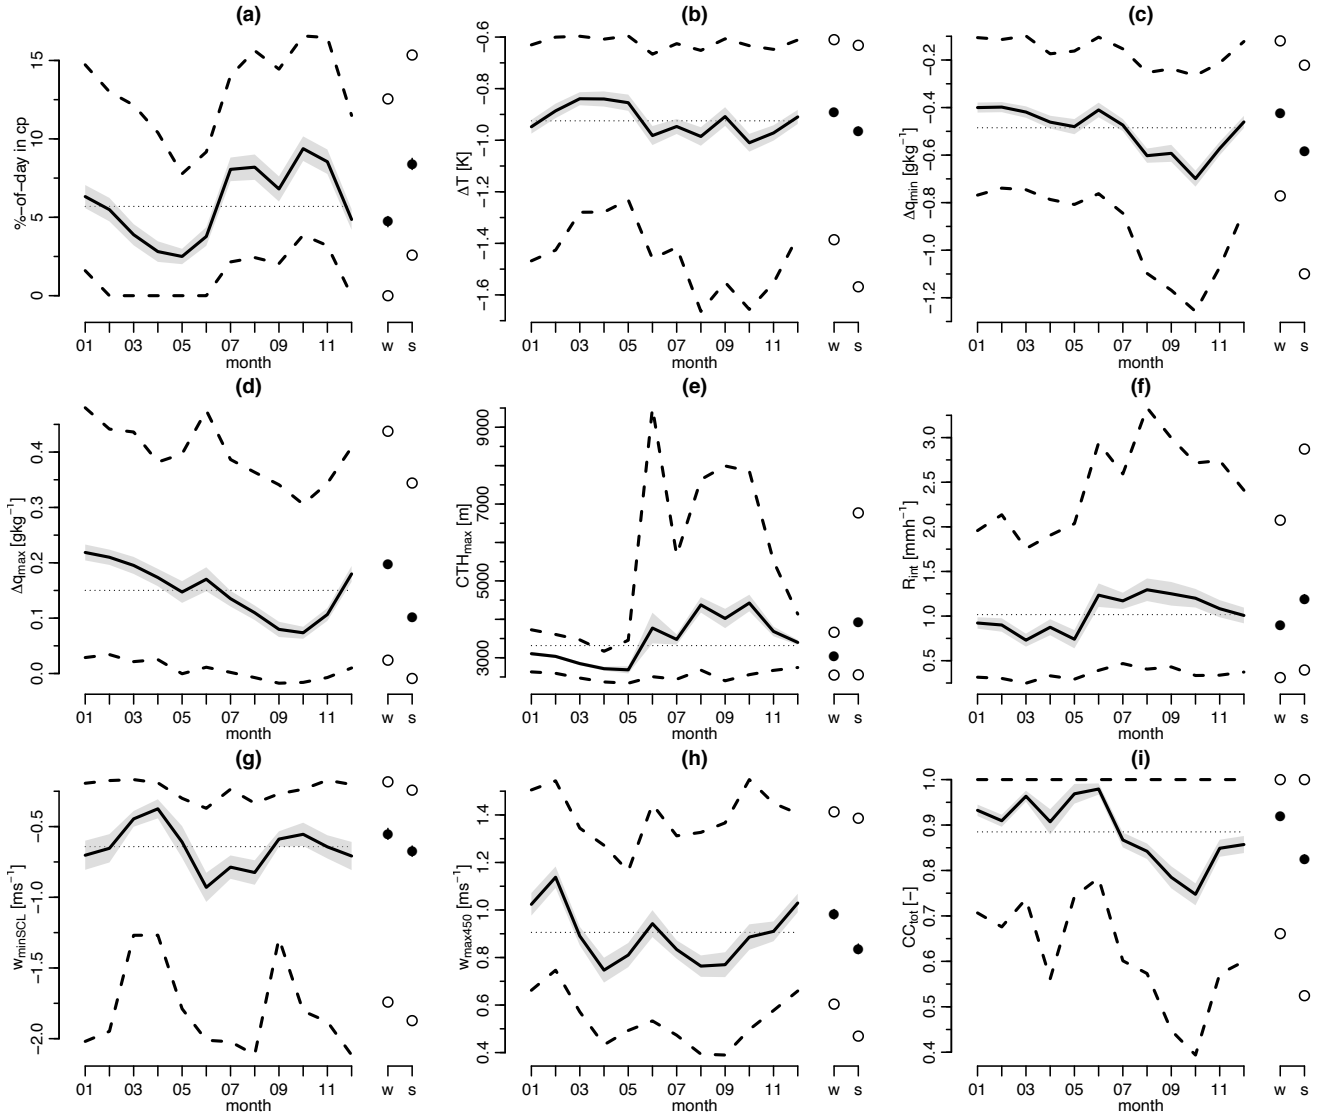 (a)
%−of−day in cp
0 5 10 15
01 03 05 07 09 11 w s
month
(b)
ΔT [K]
−1.6 −1.4 −1.2 −1.0 −0.8 −0.6
01 03 05 07 09 11 w s
month
(c)
Δqmin [gkg−1]
−1.2 −1.0 −0.8 −0.6 −0.4 −0.2
01 03 05 07 09 11 w s
month
(d)
Δqmax [gkg−1]
0.0 0.1 0.2 0.3 0.4
01 03 05 07 09 11 w s
month
(e)
CTHmax [m]
3000 5000 7000 9000
01 03 05 07 09 11 w s
month
(f)
Rint [mmh−1]
0.5 1.0 1.5 2.0 2.5 3.0
01 03 05 07 09 11 w s
month
(g)
wminSCL [ms−1]
−2.0 −1.5 −1.0 −0.5
01 03 05 07 09 11 w s
month
(h)
wmax450 [ms−1]
0.4 0.6 0.8 1.0 1.2 1.4
01 03 05 07 09 11 w s
month
(i)
CCtot [−]
0.4 0.5 0.6 0.7 0.8 0.9 1.0
01 03 05 07 09 11 w s
month